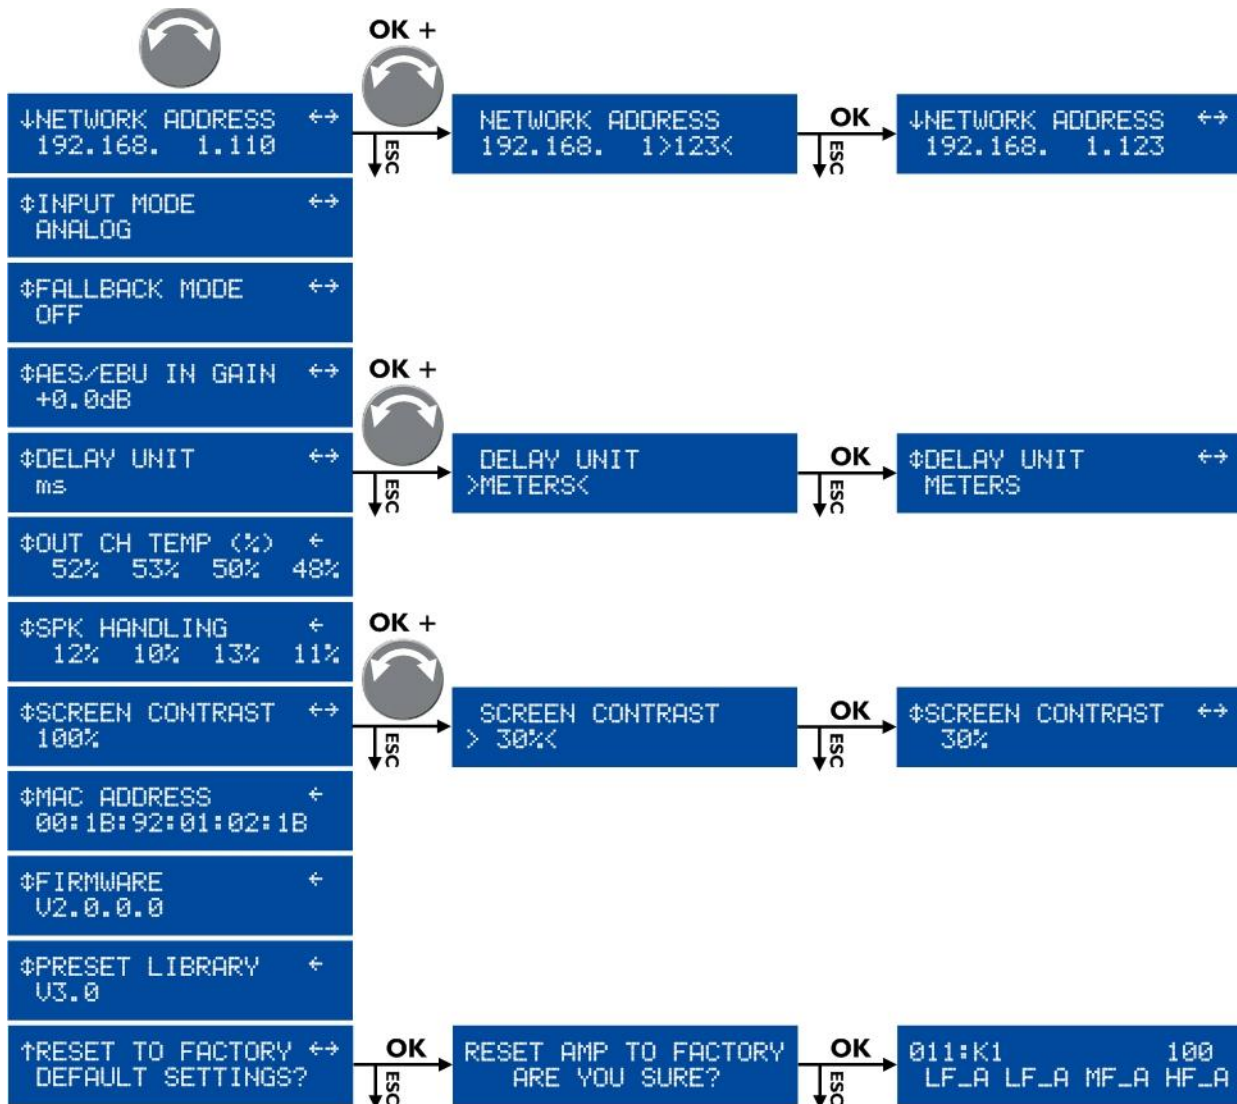 OK +
↓NETWORK ADDRESS ↔
192.168. 1.110
ESC
NETWORK ADDRESS
192.168. 1>123<
OK
ESC
↓NETWORK ADDRESS ↔
192.168. 1.123
↕INPUT MODE ↔
ANALOG
↕FALLBACK MODE ↔
OFF
↕AES/EBU IN GAIN ↔
+0.0dB
OK +
↕DELAY UNIT ↔
ms
ESC
DELAY UNIT
>METERS<
OK
ESC
↕DELAY UNIT ↔
METERS
↕OUT CH TEMP (%) ←
52% 53% 50% 48%
↕SPK HANDLING ←
12% 10% 13% 11%
OK +
↕SCREEN CONTRAST ↔
100%
ESC
SCREEN CONTRAST
> 30%<
OK
ESC
↕SCREEN CONTRAST ↔
30%
↕MAC ADDRESS ←
00:1B:92:01:02:1B
↕FIRMWARE ←
V2.0.0.0
↕PRESET LIBRARY ←
V3.0
↑RESET TO FACTORY ↔
DEFAULT SETTINGS?
OK
ESC
RESET AMP TO FACTORY
ARE YOU SURE?
OK
ESC
011:K1 100
LF_A LF_A MF_A HF_A